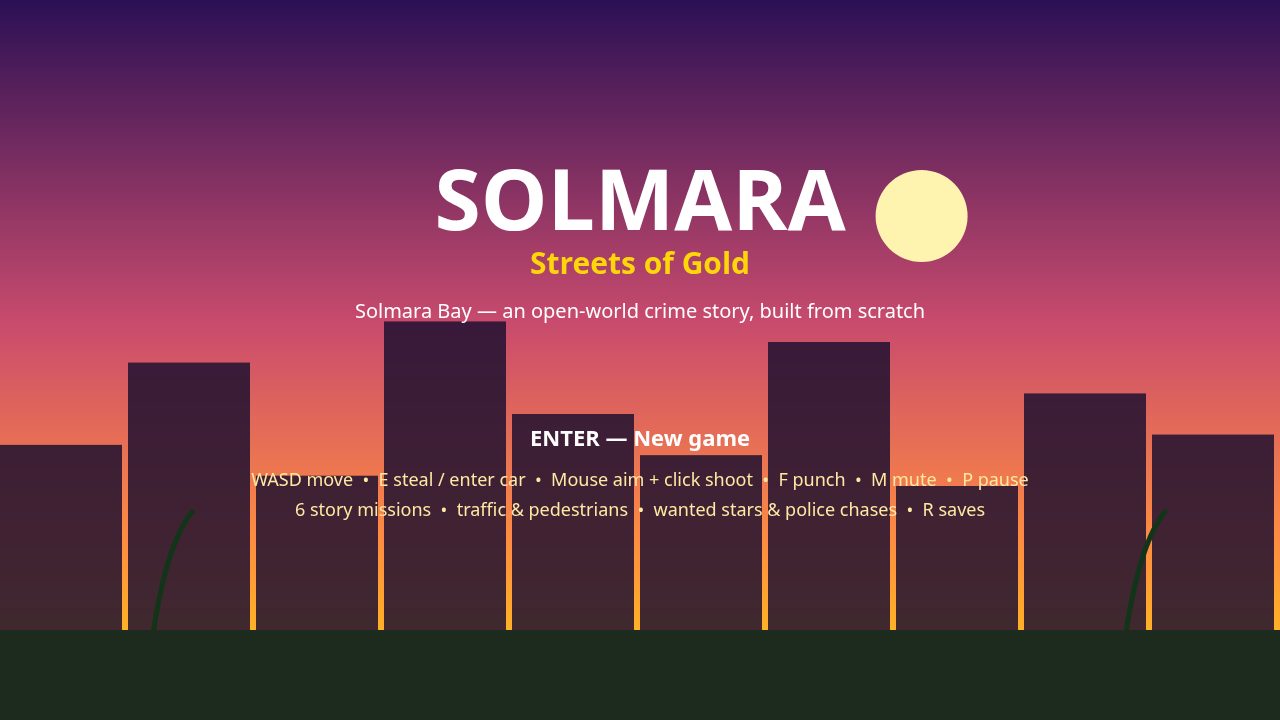 SOLMARA
Streets of Gold
Solmara Bay — an open-world crime story, built from scratch
ENTER — New game
WASD move • E steal / enter car • Mouse aim + click shoot • F punch • M mute • P pause
6 story missions • traffic & pedestrians • wanted stars & police chases • R saves